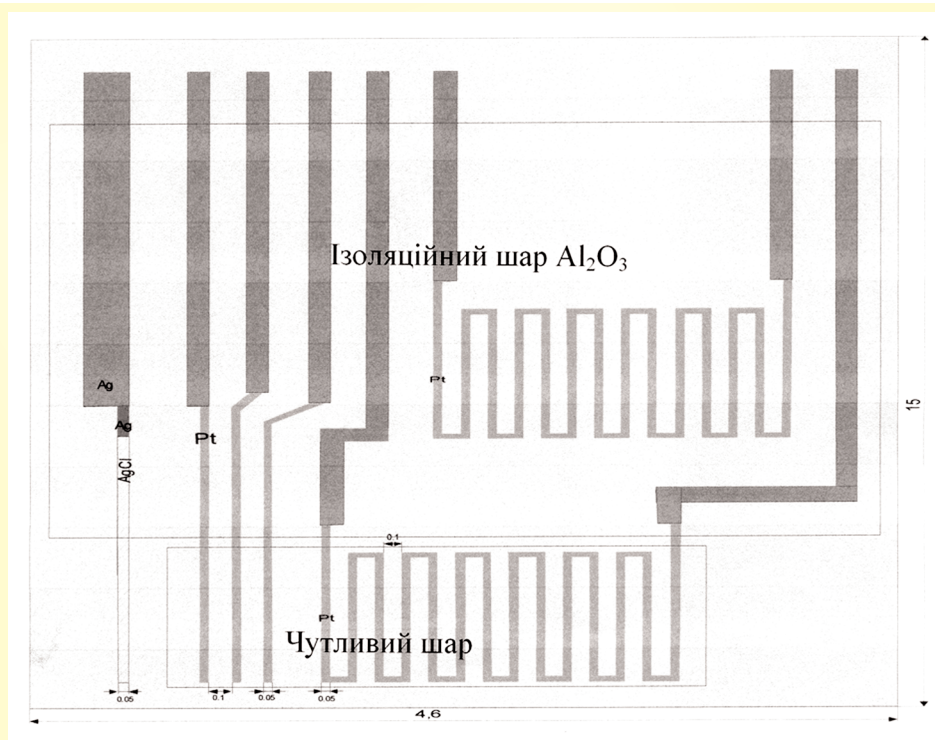 Ізоляційний шар Al₂O₃
Ag
Pt
Ag
Pt
AgCl
15
0.1
Pt
Чутливий шар
0.05
0.1
0.05
0.05
4,6